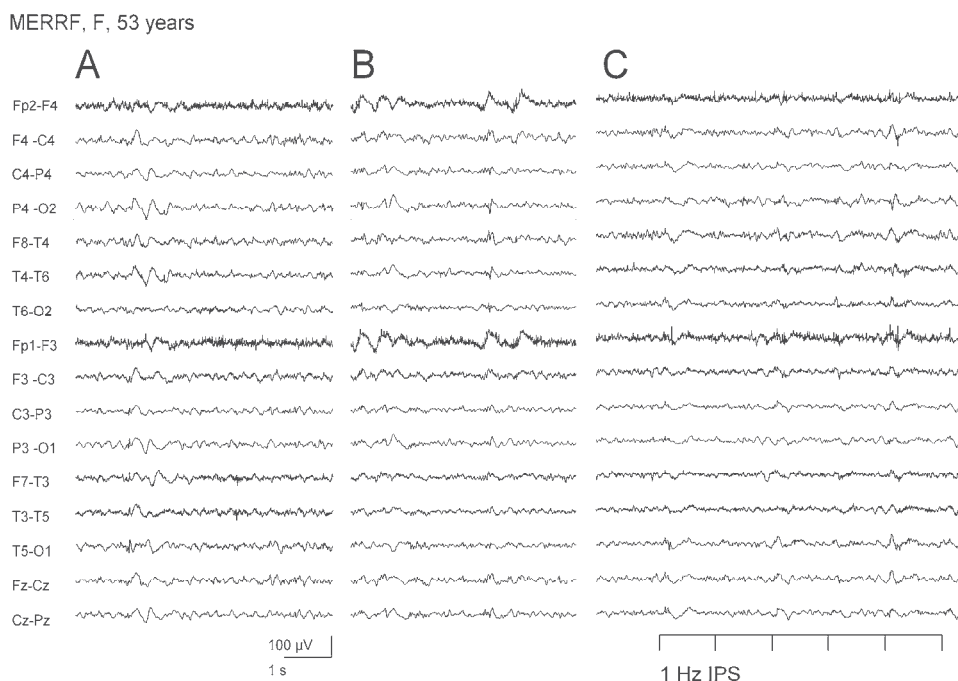 MERRF, F, 53 years
A B C
Fp2-F4
F4 -C4
C4-P4
P4 -O2
F8-T4
T4-T6
T6-O2
Fp1-F3
F3 -C3
C3-P3
P3 -O1
F7-T3
T3-T5
T5-O1
Fz-Cz
Cz-Pz
100 µV
1 s
1 Hz IPS